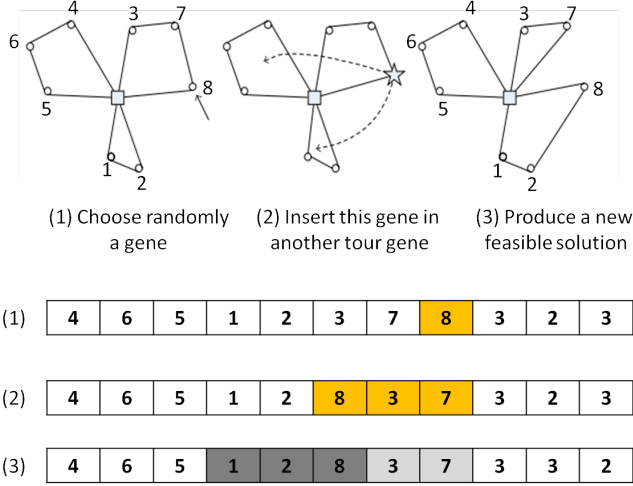 4
3
7
6
8
5
1
2
4
3
7
6
8
5
1
2
(1) Choose randomly
a gene
(2) Insert this gene in
another tour gene
(3) Produce a new
feasible solution
(1) 4 6 5 1 2 3 7 8 3 2 3
(2) 4 6 5 1 2 8 3 7 3 2 3
(3) 4 6 5 1 2 8 3 7 3 3 2